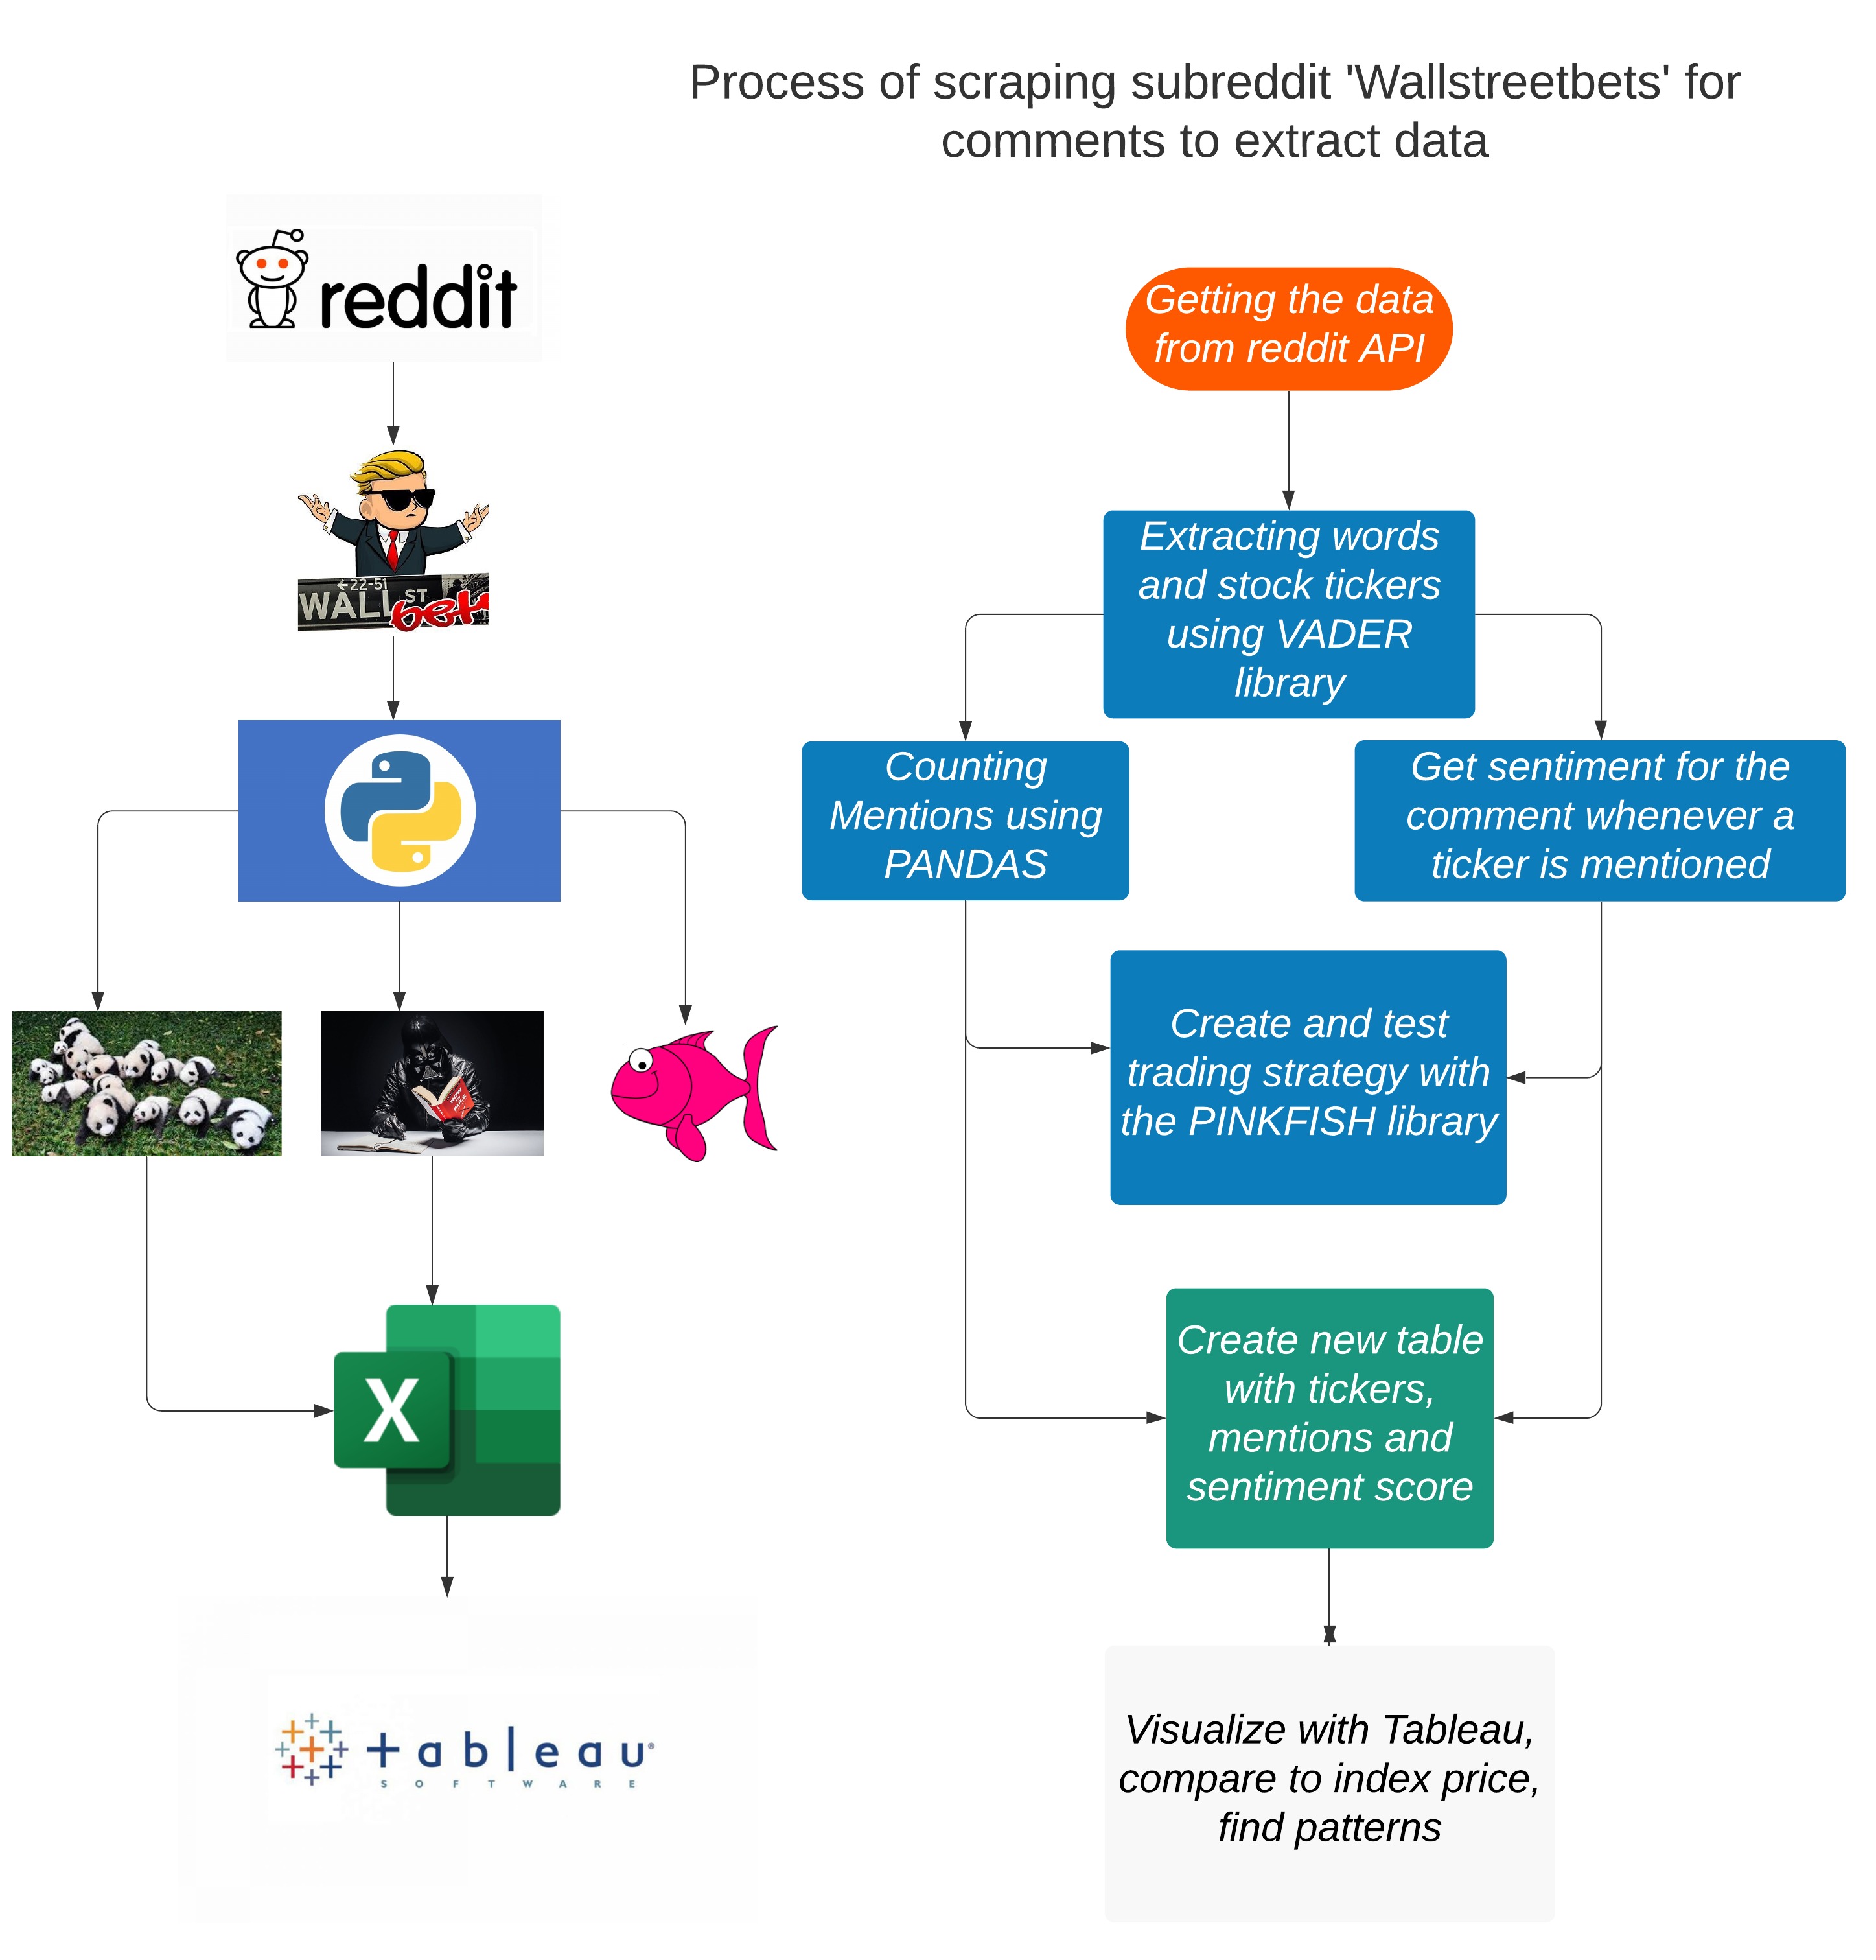 Process of scraping subreddit 'Wallstreetbets' for
comments to extract data
reddit
Getting the data
from reddit API
←22-51
WALL ST
bets
Extracting words
and stock tickers
using VADER
library
Counting
Mentions using
PANDAS
Get sentiment for the
comment whenever a
ticker is mentioned
Create and test
trading strategy with
the PINKFISH library
X
Create new table
with tickers,
mentions and
sentiment score
tableau®
SOFTWARE
Visualize with Tableau,
compare to index price,
find patterns